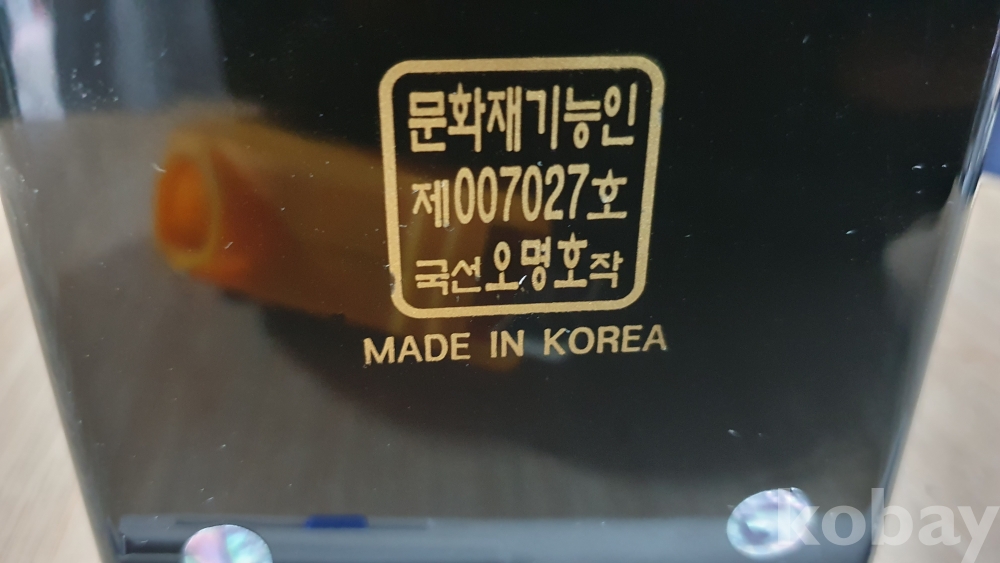 문화재기능인
제007027호
국선오명호작
MADE IN KOREA
kobay